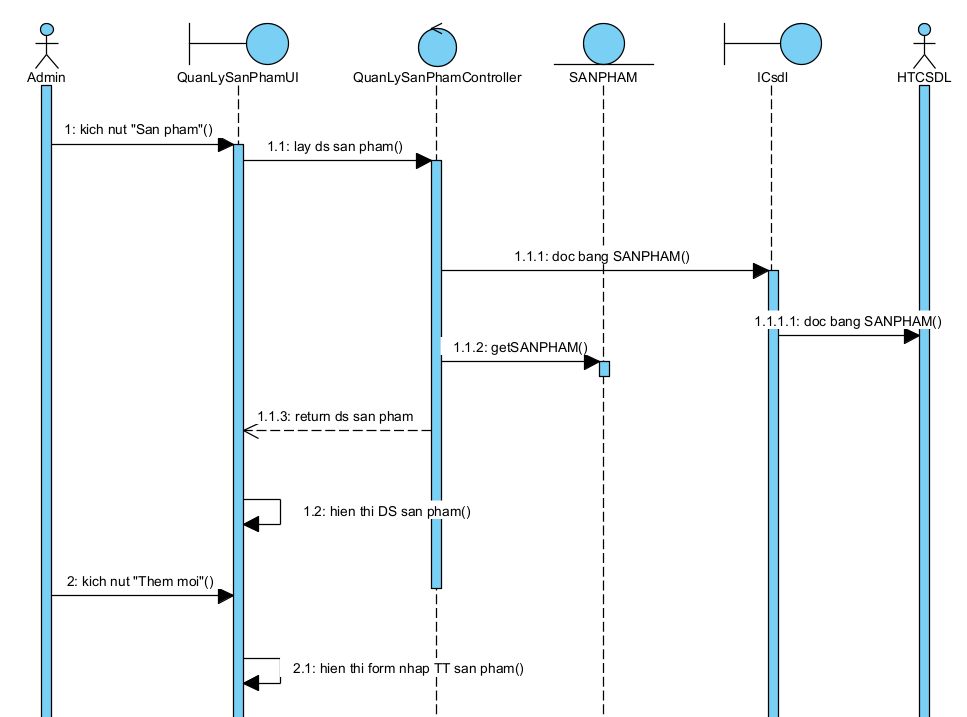 Admin
QuanLySanPhamUI
QuanLySanPhamController
SANPHAM
ICsdl
HTCSDL
1: kich nut "San pham"()
1.1: lay ds san pham()
1.1.1: doc bang SANPHAM()
1.1.1.1: doc bang SANPHAM()
1.1.2: getSANPHAM()
1.1.3: return ds san pham
1.2: hien thi DS san pham()
2: kich nut "Them moi"()
2.1: hien thi form nhap TT san pham()